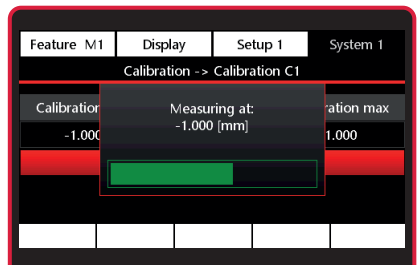 Feature M1 Display Setup 1 System 1
Calibration -> Calibration C1
Calibration ration max
Measuring at:
-1.000 [mm]
-1.000 1.000